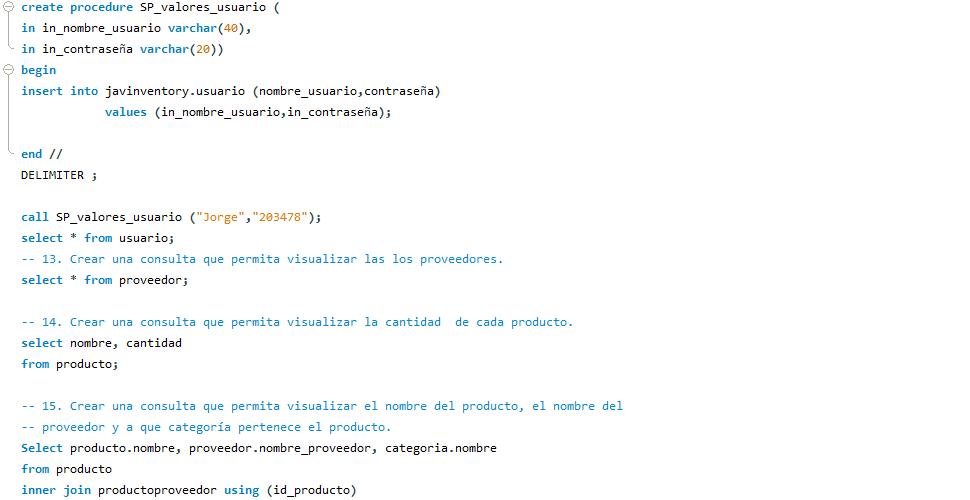 create procedure SP_valores_usuario (
in in_nombre_usuario varchar(40),
in in_contraseña varchar(20))
begin
insert into javinventory.usuario (nombre_usuario,contraseña)
values (in_nombre_usuario,in_contraseña);
end //
DELIMITER ;
call SP_valores_usuario ("Jorge","203478");
select * from usuario;
-- 13. Crear una consulta que permita visualizar las los proveedores.
select * from proveedor;
-- 14. Crear una consulta que permita visualizar la cantidad  de cada producto.
select nombre, cantidad
from producto;
-- 15. Crear una consulta que permita visualizar el nombre del producto, el nombre del
-- proveedor y a que categoría pertenece el producto.
Select producto.nombre, proveedor.nombre_proveedor, categoria.nombre
from producto
inner join productoproveedor using (id_producto)